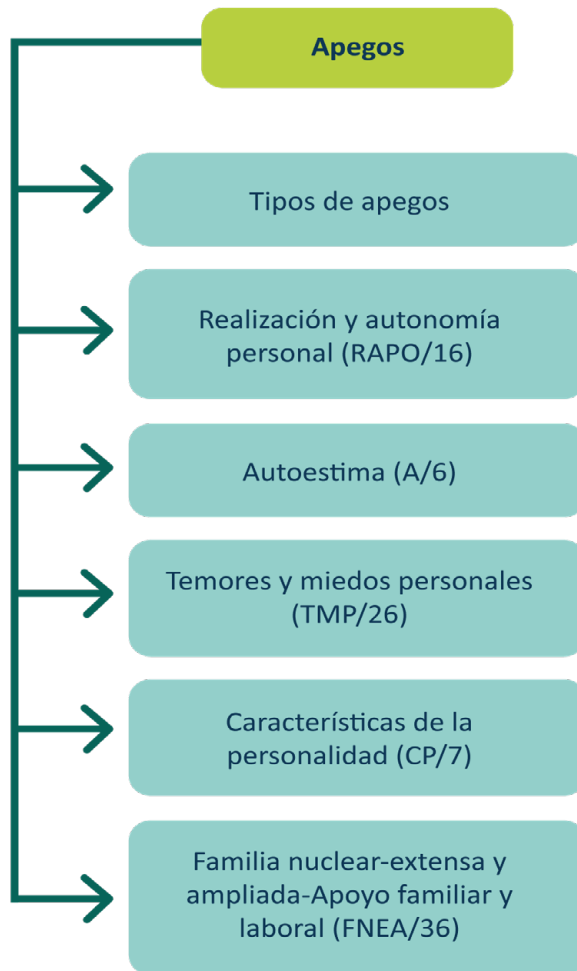 Apegos
Tipos de apegos
Realización y autonomía
personal (RAPO/16)
Autoestima (A/6)
Temores y miedos personales
(TMP/26)
Características de la
personalidad (CP/7)
Familia nuclear-extensa y
ampliada-Apoyo familiar y
laboral (FNEA/36)